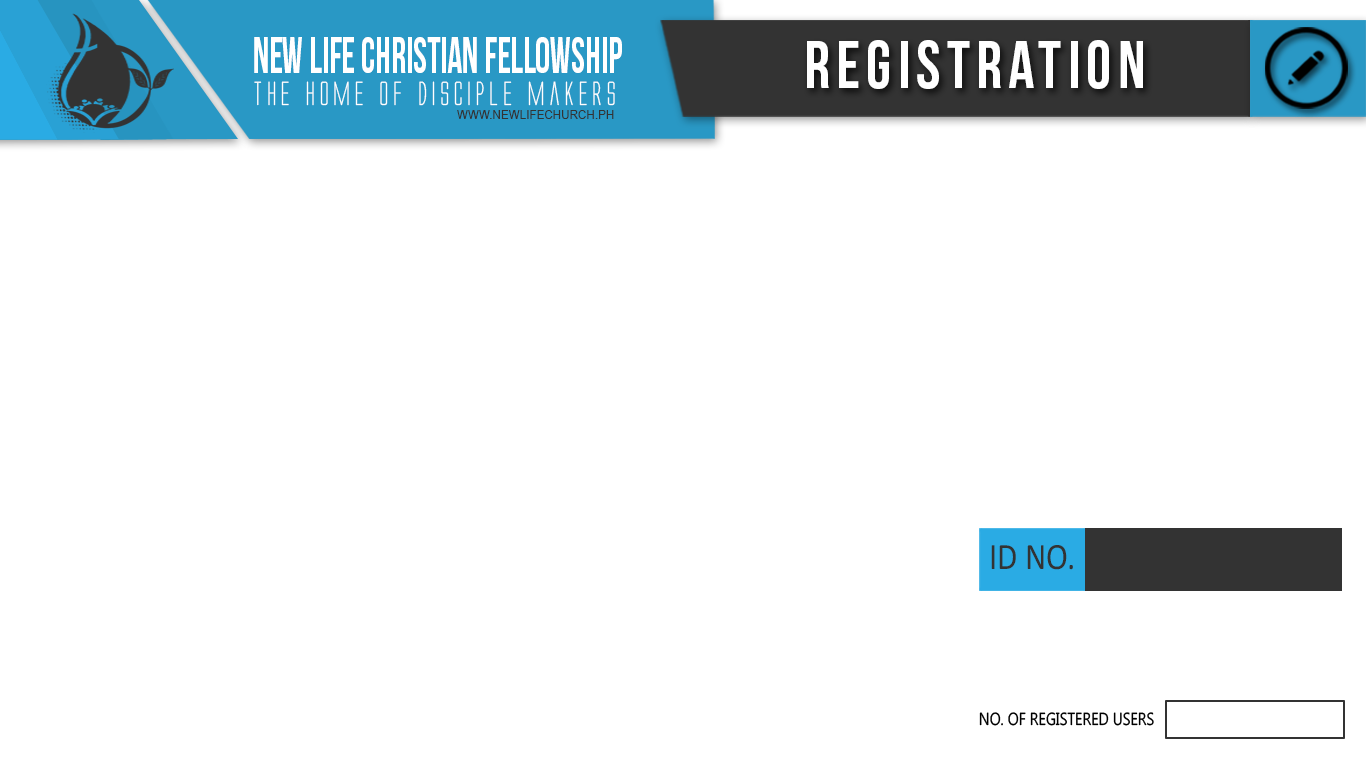 NEW LIFE CHRISTIAN FELLOWSHIP
THE HOME OF DISCIPLE MAKERS
WWW.NEWLIFECHURCH.PH
REGISTRATION
ID NO.
NO. OF REGISTERED USERS